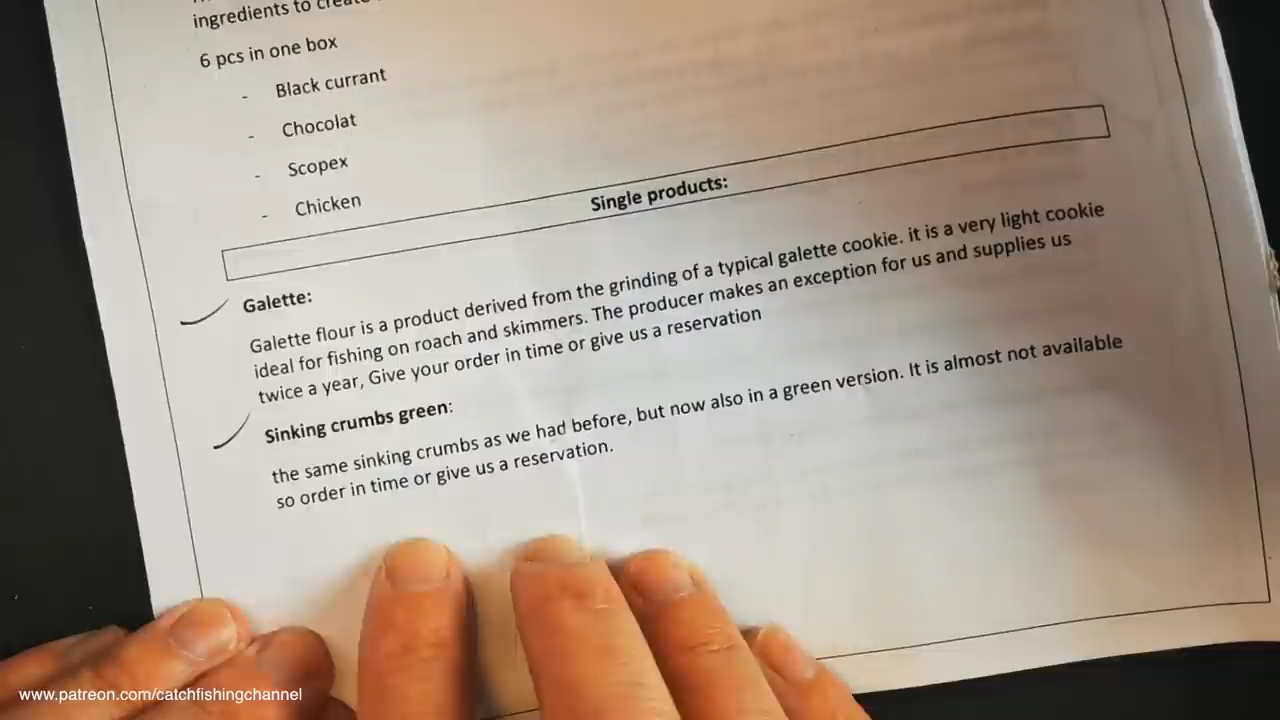 ingredients to create
6 pcs in one box
- Black currant
- Chocolat
- Scopex
- Chicken
Single products:
Galette:
Galette flour is a product derived from the grinding of a typical galette cookie. it is a very light cookie
ideal for fishing on roach and skimmers. The producer makes an exception for us and supplies us
twice a year, Give your order in time or give us a reservation
Sinking crumbs green:
the same sinking crumbs as we had before, but now also in a green version. It is almost not available
so order in time or give us a reservation.
www.patreon.com/catchfishingchannel